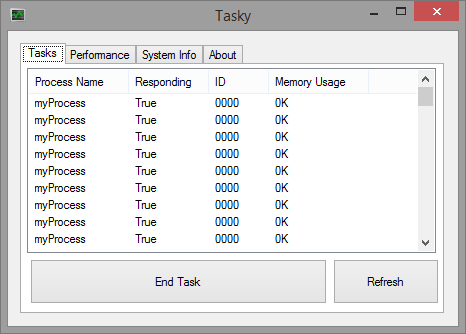 Tasky
Tasks Performance System Info About
Process Name Responding ID Memory Usage
myProcess True 0000 0K
myProcess True 0000 0K
myProcess True 0000 0K
myProcess True 0000 0K
myProcess True 0000 0K
myProcess True 0000 0K
myProcess True 0000 0K
myProcess True 0000 0K
myProcess True 0000 0K
End Task Refresh